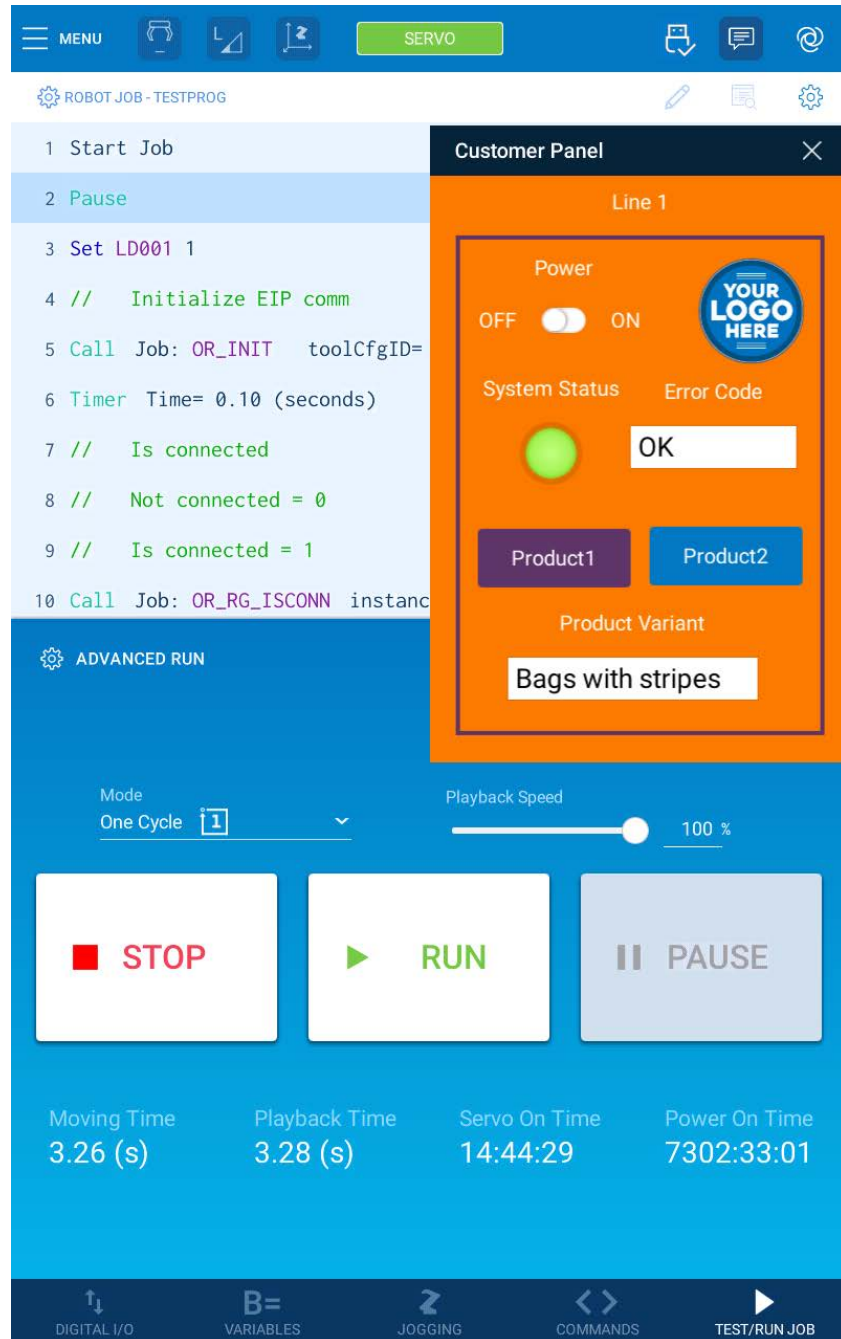 MENU
SERVO
ROBOT JOB - TESTPROG
1 Start Job
2 Pause
3 Set LD001 1
4 // Initialize EIP comm
5 Call Job: OR_INIT toolCfgID=
6 Timer Time= 0.10 (seconds)
7 // Is connected
8 // Not connected = 0
9 // Is connected = 1
10 Call Job: OR_RG_ISCONN instanc
Customer Panel
Line 1
Power
OFF ON
YOUR
LOGO
HERE
System Status Error Code
OK
Product1 Product2
Product Variant
Bags with stripes
ADVANCED RUN
Mode
One Cycle 1
Playback Speed
100 %
STOP RUN PAUSE
Moving Time Playback Time Servo On Time Power On Time
3.26 (s) 3.28 (s) 14:44:29 7302:33:01
B=
DIGITAL I/O VARIABLES JOGGING COMMANDS TEST/RUN JOB